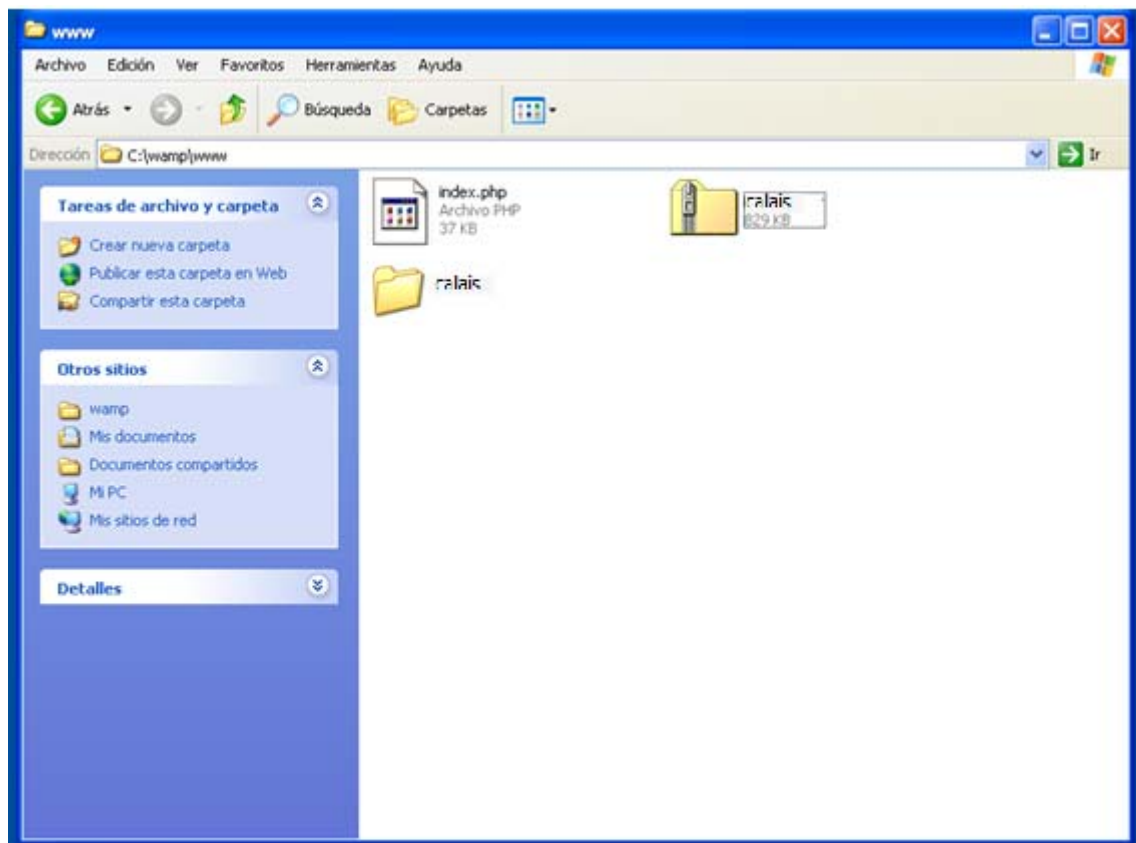 www
Archivo Edición Ver Favoritos Herramientas Ayuda
Atrás Búsqueda Carpetas
Dirección C:\wamp\www Ir
Tareas de archivo y carpeta
Crear nueva carpeta
Publicar esta carpeta en Web
Compartir esta carpeta
Otros sitios
wamp
Mis documentos
Documentos compartidos
Mi PC
Mis sitios de red
Detalles
index.php
Archivo PHP
37 KB
calais
829 KB
calais